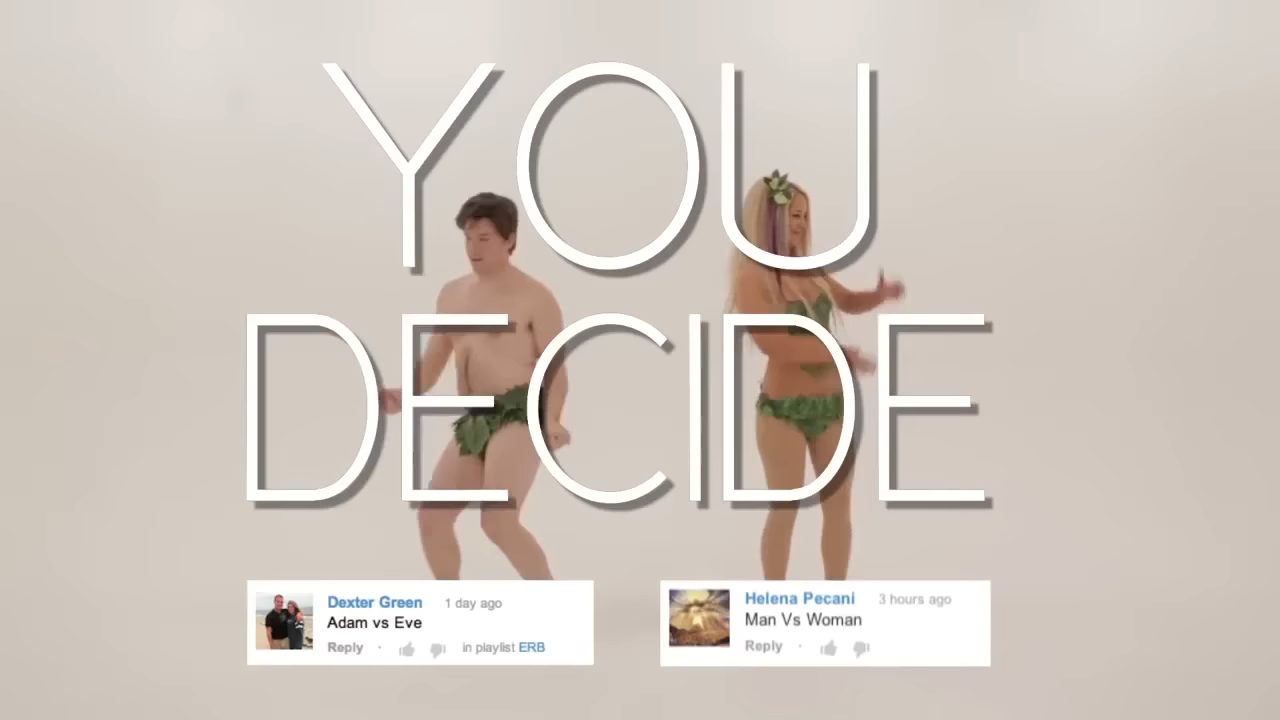 YOU
DECIDE
Dexter Green 1 day ago
Adam vs Eve
Reply · in playlist ERB
Helena Pecani 3 hours ago
Man Vs Woman
Reply ·